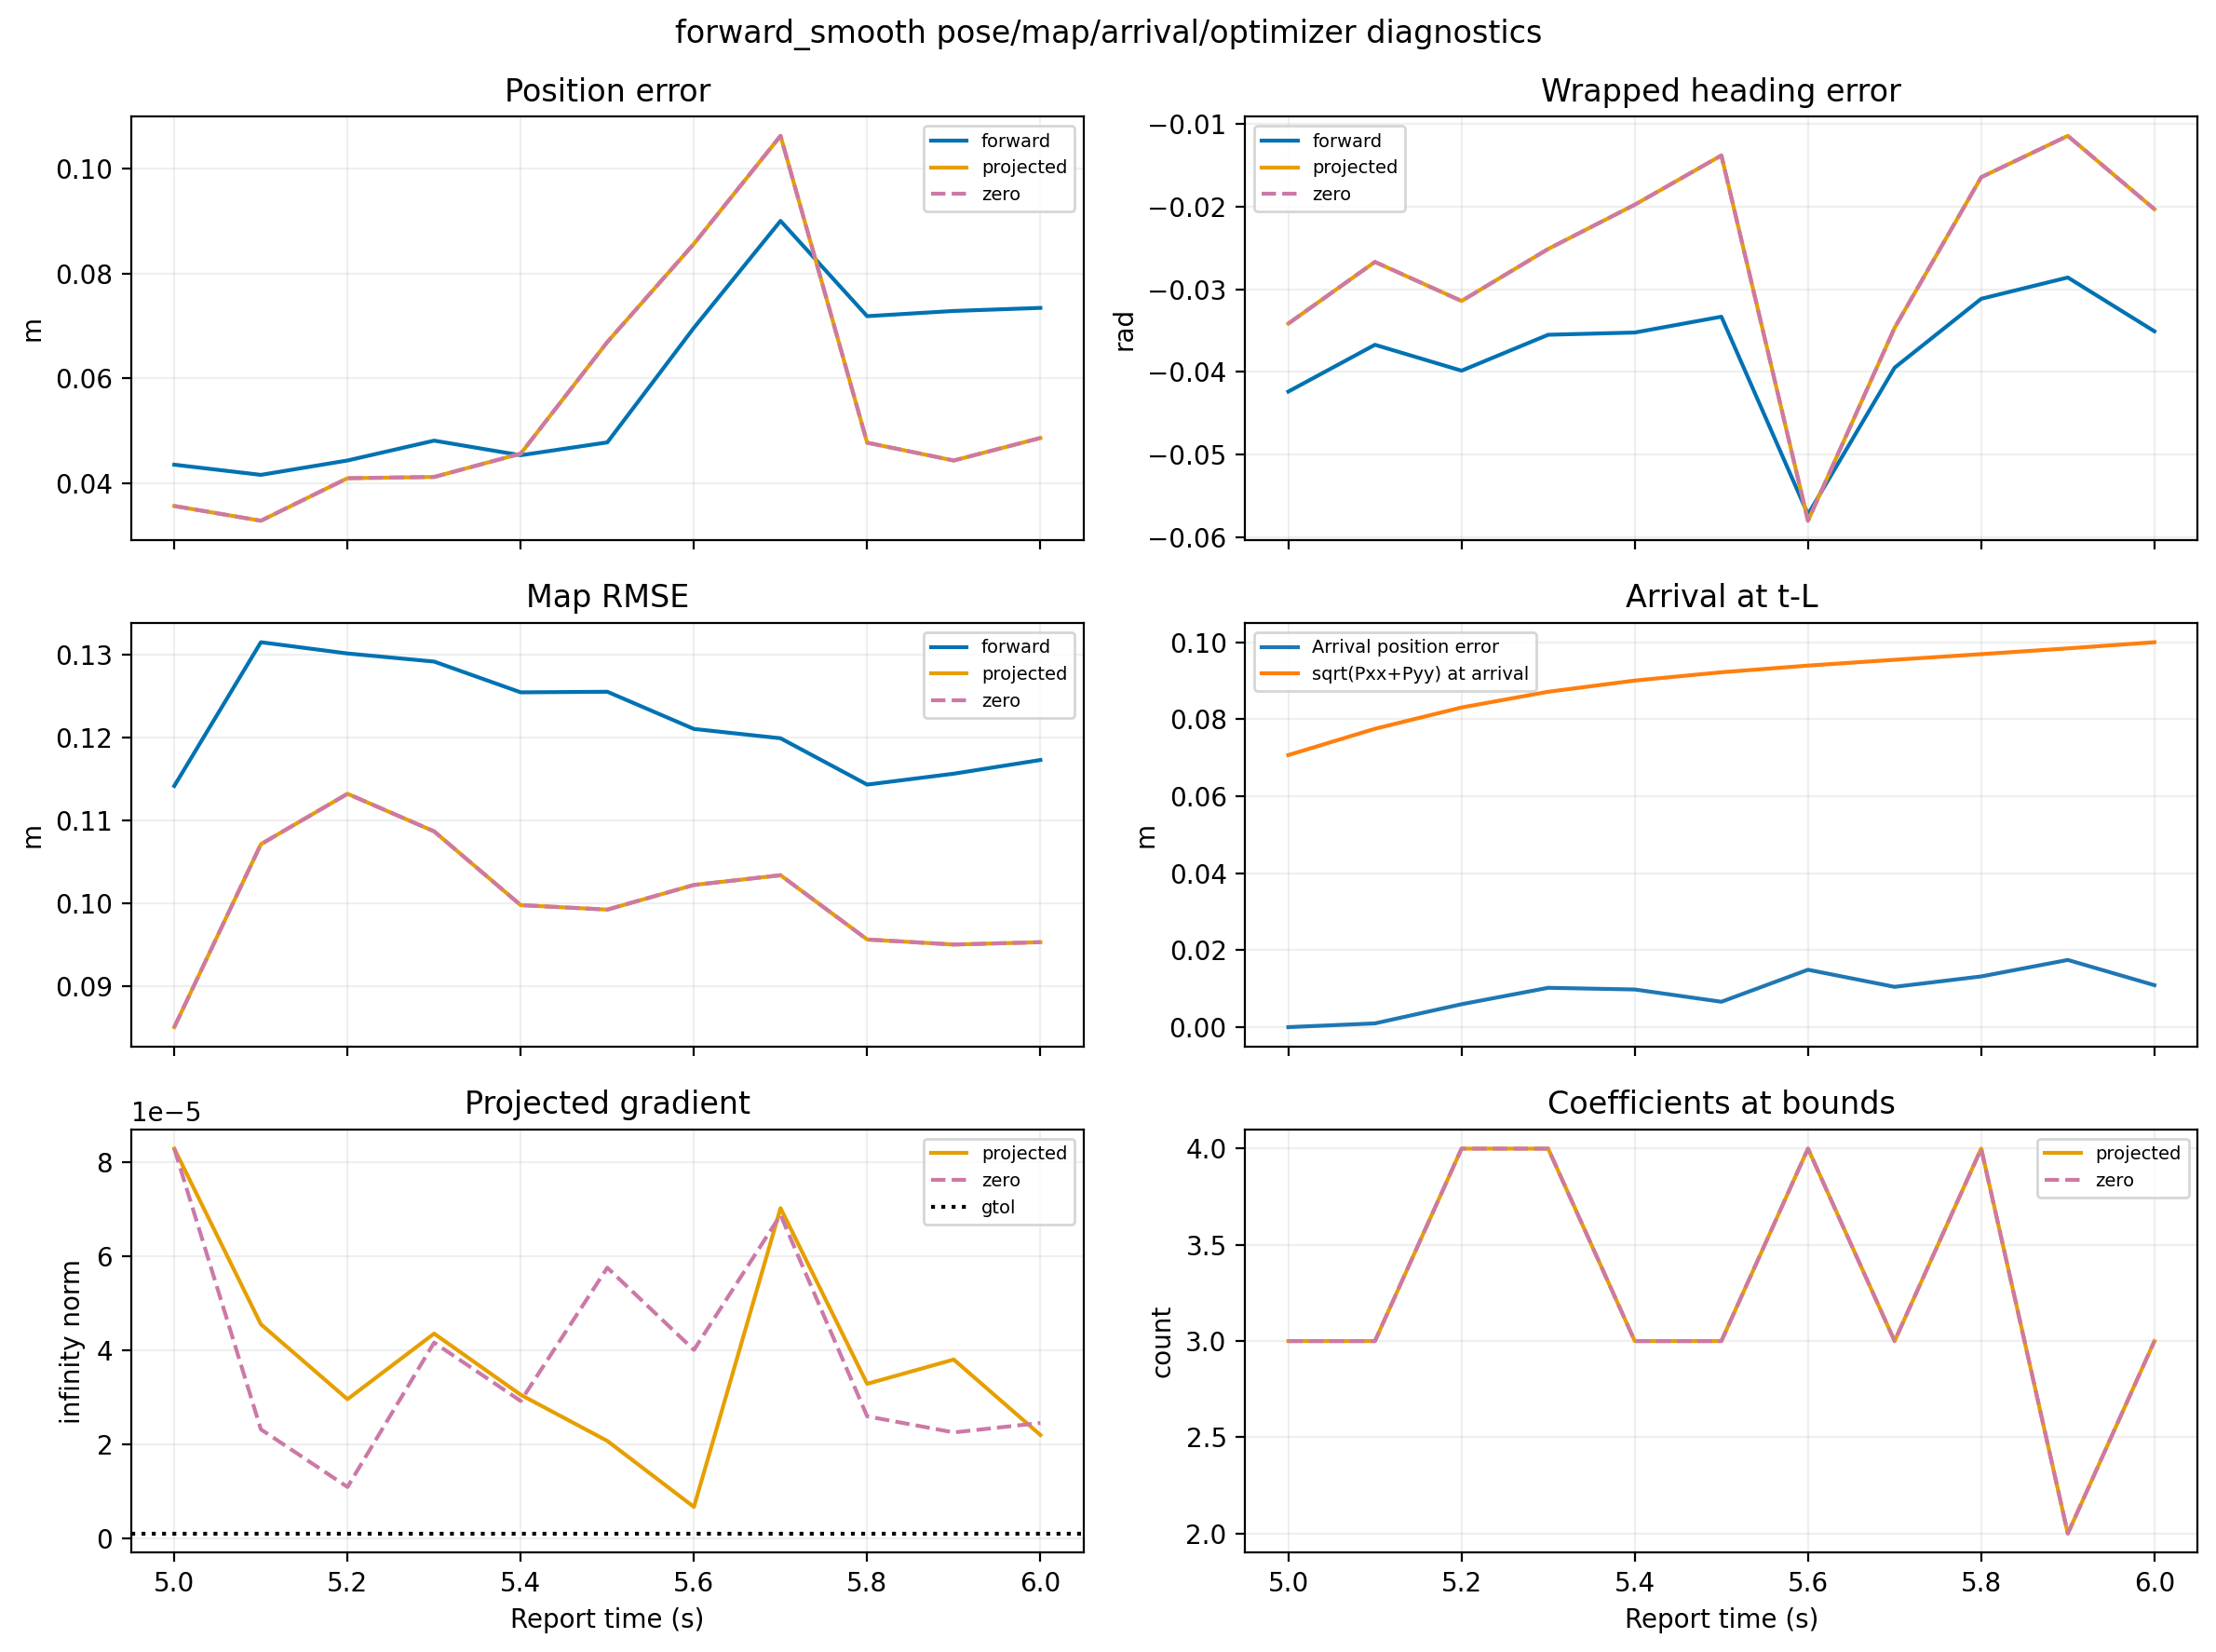 forward_smooth pose/map/arrival/optimizer diagnostics
Position error
0.10
0.08
0.06
0.04
m
forward
projected
zero
Wrapped heading error
−0.01
−0.02
−0.03
−0.04
−0.05
−0.06
rad
forward
projected
zero
Map RMSE
0.13
0.12
0.11
0.10
0.09
m
forward
projected
zero
Arrival at t-L
0.10
0.08
0.06
0.04
0.02
0.00
m
Arrival position error
sqrt(Pxx+Pyy) at arrival
Projected gradient
1e−5
8
6
4
2
0
infinity norm
projected
zero
gtol
5.0 5.2 5.4 5.6 5.8 6.0
Report time (s)
Coefficients at bounds
4.0
3.5
3.0
2.5
2.0
count
projected
zero
5.0 5.2 5.4 5.6 5.8 6.0
Report time (s)